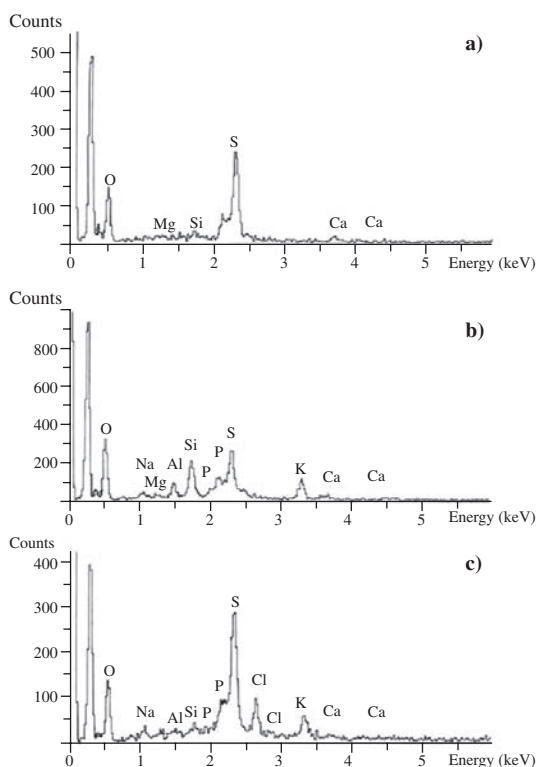 Counts
a)
500
400
300
200
100
O
Mg
Si
S
Ca
Ca
0 1 2 3 4 5 Energy (keV)
Counts
b)
800
600
400
200
O
Na
Mg
Al
Si
P
P
S
K
Ca
Ca
0 1 2 3 4 5 Energy (keV)
Counts
c)
400
300
200
100
O
Na
Al
Si
P
P
S
Cl
Cl
K
Ca
Ca
0 1 2 3 4 5 Energy (keV)